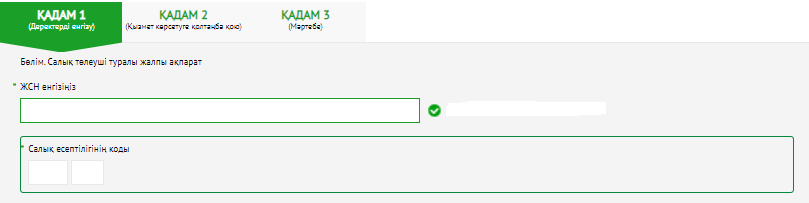 ҚАДАМ 1
(Деректерді енгізу)
ҚАДАМ 2
(Қызмет көрсетуге қолтаңба қою)
ҚАДАМ 3
(Мәртебе)
Бөлім. Салық төлеуші туралы жалпы ақпарат
* ЖСН енгізіңіз
* Салық есептілігінің коды